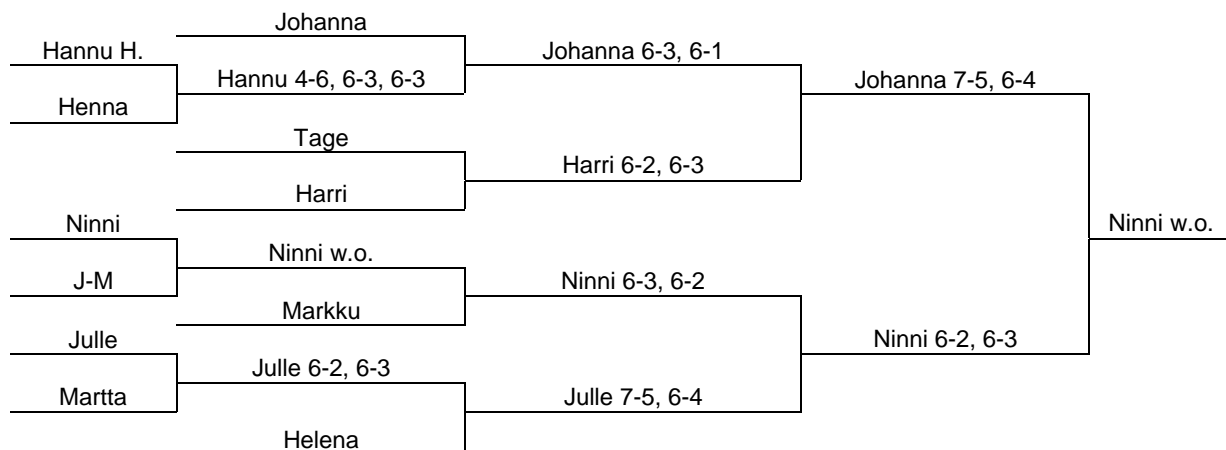 Johanna
Hannu H.
Johanna 6-3, 6-1
Hannu 4-6, 6-3, 6-3
Johanna 7-5, 6-4
Henna
Tage
Harri 6-2, 6-3
Harri
Ninni
Ninni w.o.
Ninni w.o.
J-M
Ninni 6-3, 6-2
Markku
Julle
Ninni 6-2, 6-3
Julle 6-2, 6-3
Martta
Julle 7-5, 6-4
Helena